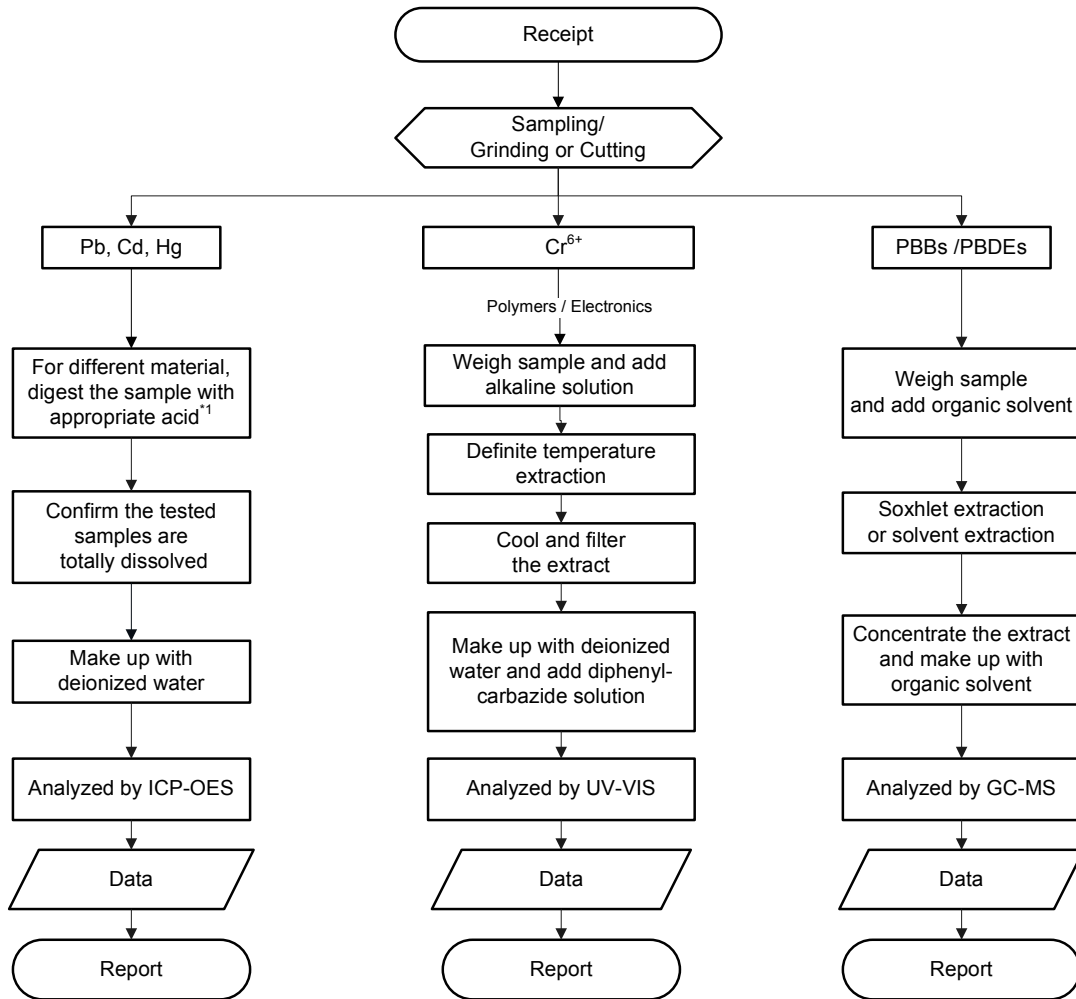 Receipt
Sampling/
Grinding or Cutting
Pb, Cd, Hg
For different material,
digest the sample with
appropriate acid*1
Confirm the tested
samples are
totally dissolved
Make up with
deionized water
Analyzed by ICP-OES
Data
Report
Cr6+
Polymers / Electronics
Weigh sample and add
alkaline solution
Definite temperature
extraction
Cool and filter
the extract
Make up with deionized
water and add diphenyl-
carbazide solution
Analyzed by UV-VIS
Data
Report
PBBs /PBDEs
Weigh sample
and add organic solvent
Soxhlet extraction
or solvent extraction
Concentrate the extract
and make up with
organic solvent
Analyzed by GC-MS
Data
Report